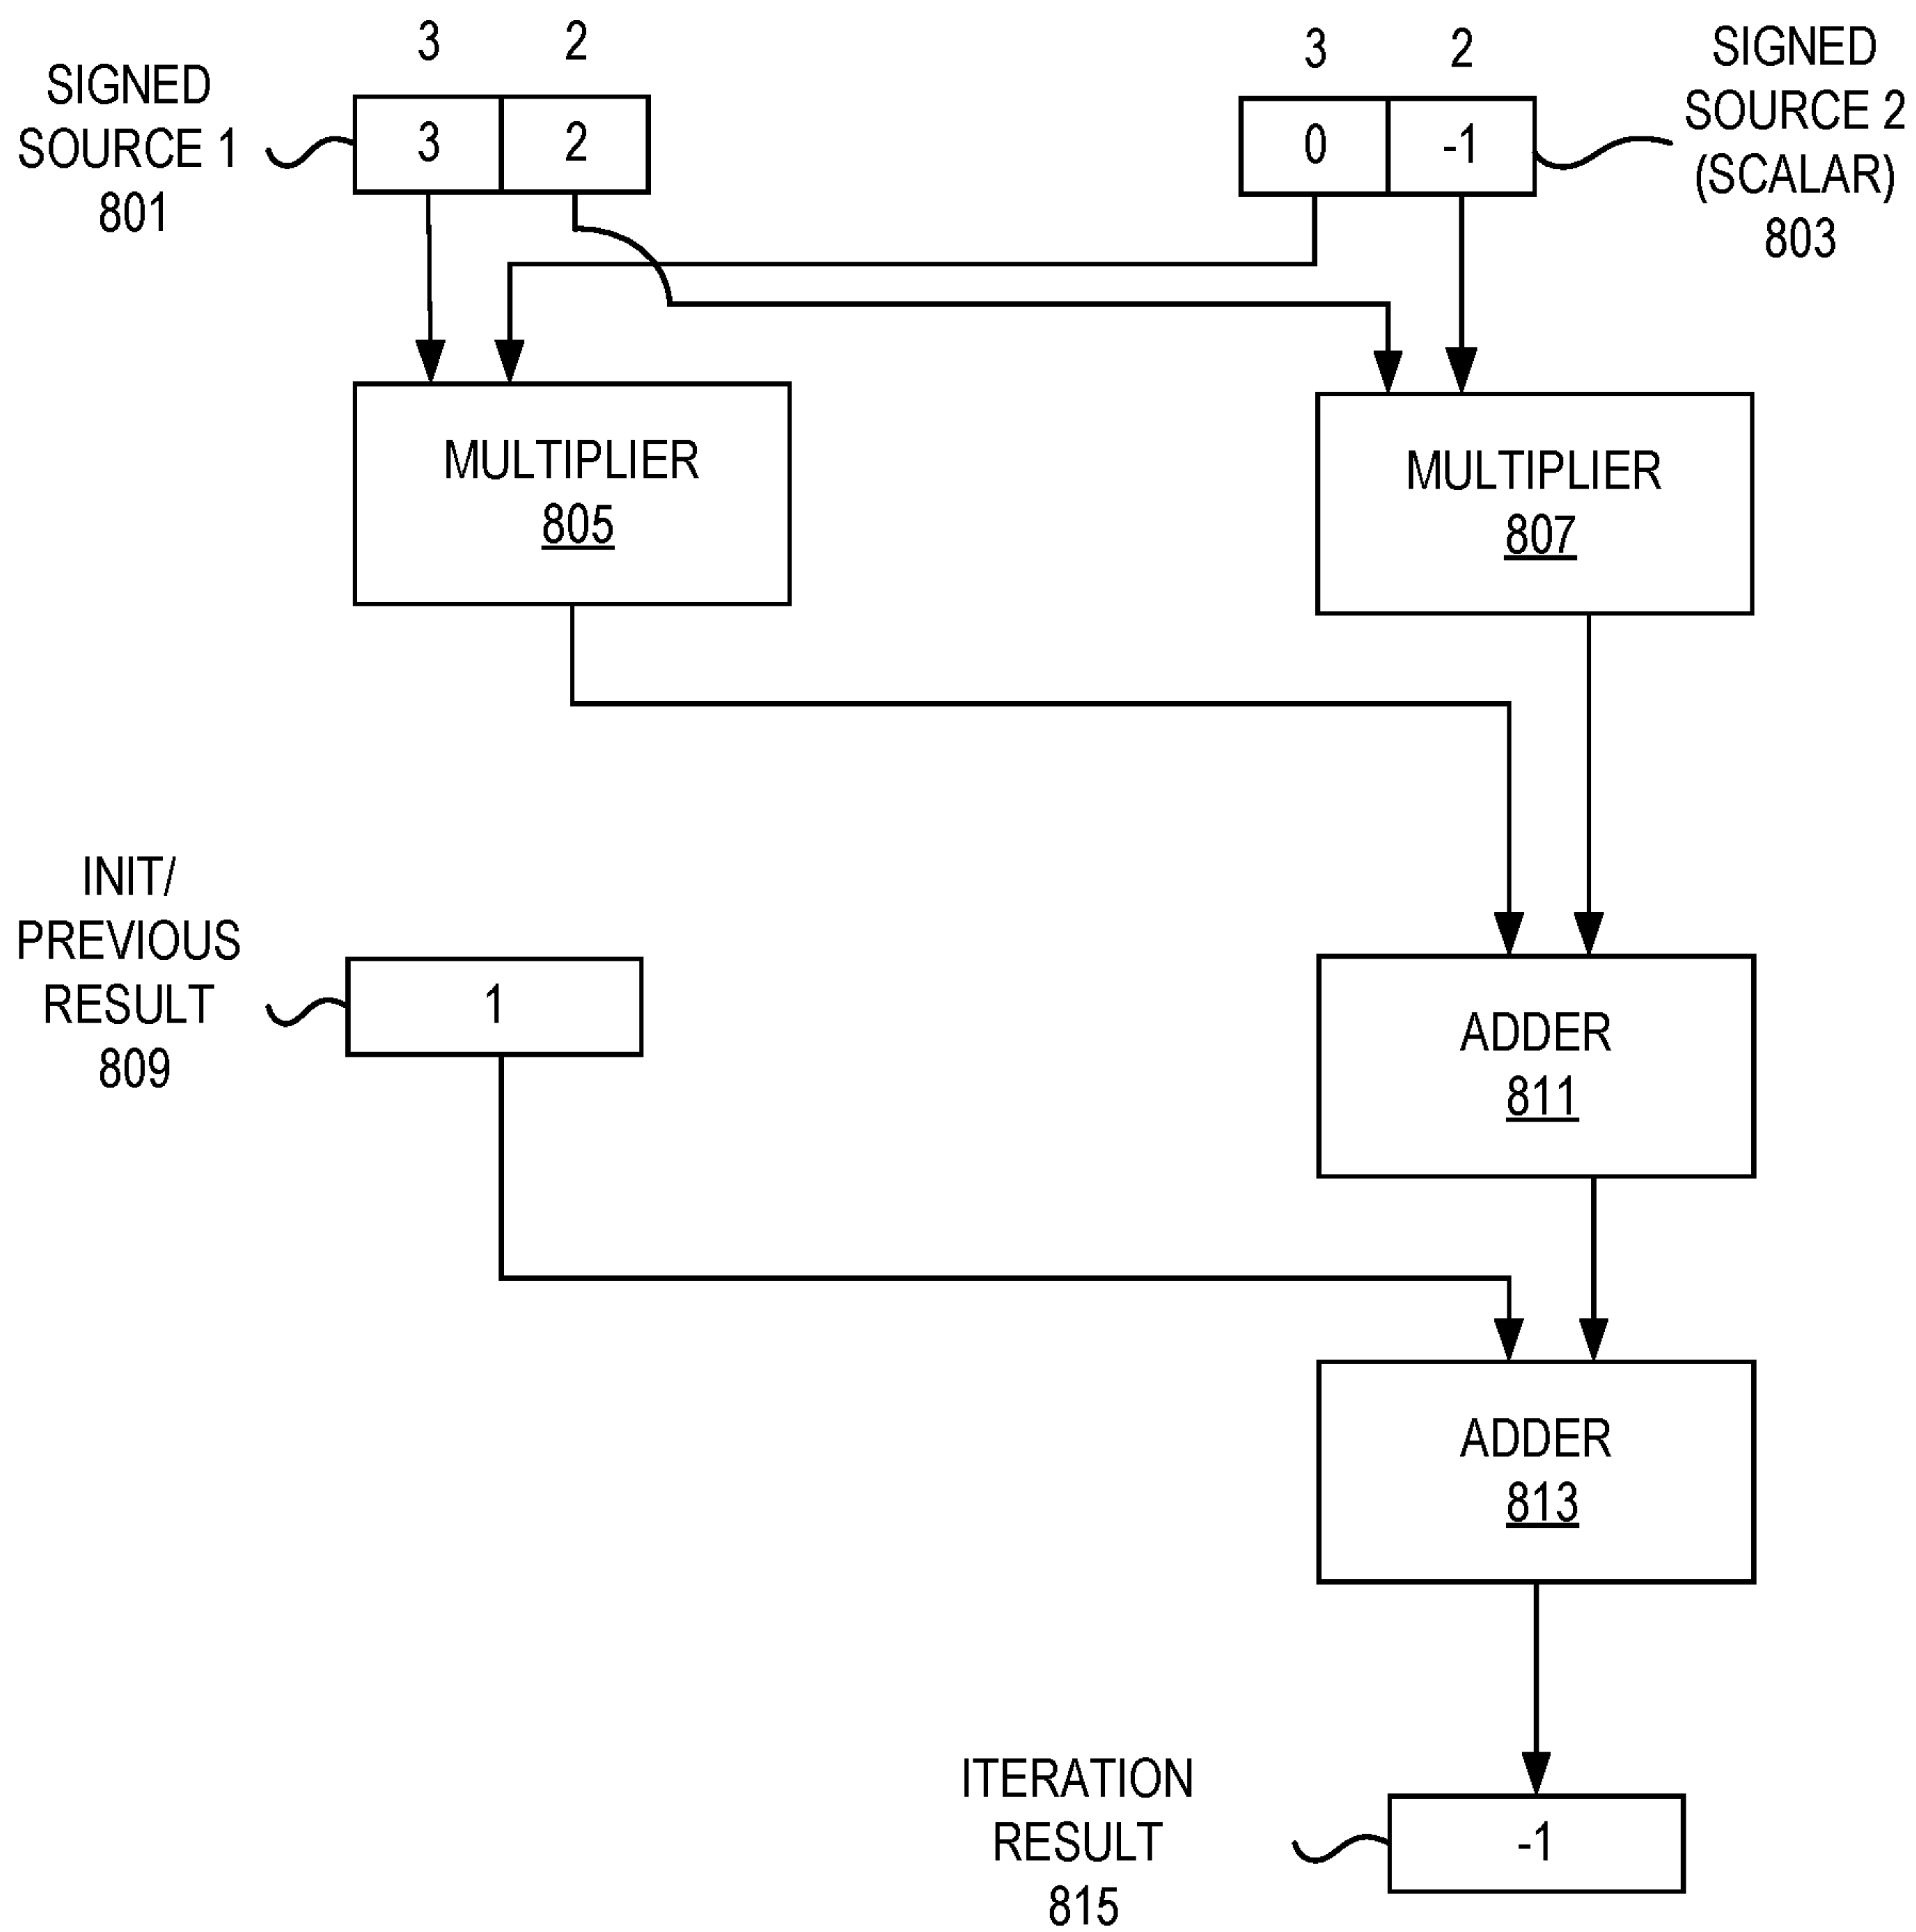 3 2
3 2
SIGNED
SOURCE 1
801
3 2
0 -1
SIGNED
SOURCE 2
(SCALAR)
803
MULTIPLIER
805
MULTIPLIER
807
INIT/
PREVIOUS
RESULT
809
1
ADDER
811
ADDER
813
ITERATION
RESULT
815
-1